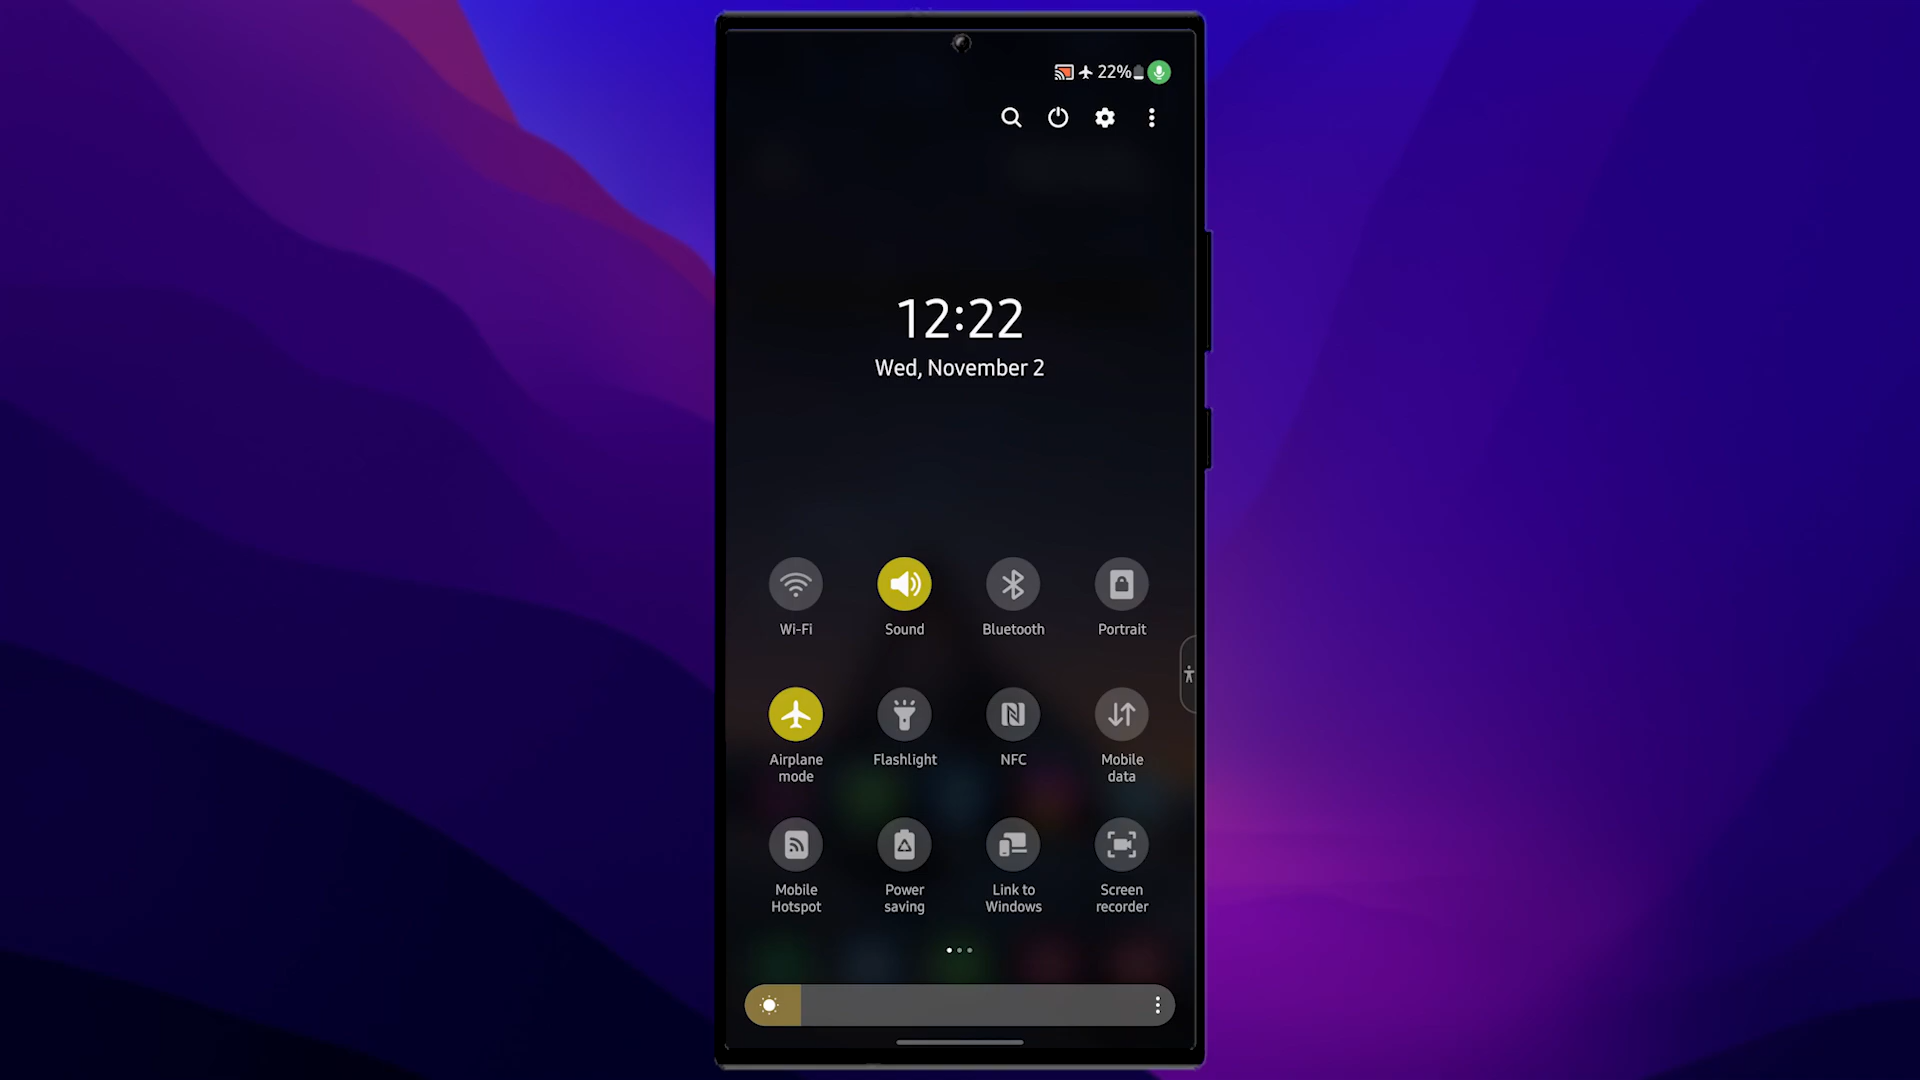 22%
12:22
Wed, November 2
Wi-Fi
Sound
Bluetooth
Portrait
Airplane
mode
Flashlight
NFC
Mobile
data
Mobile
Hotspot
Power
saving
Link to
Windows
Screen
recorder